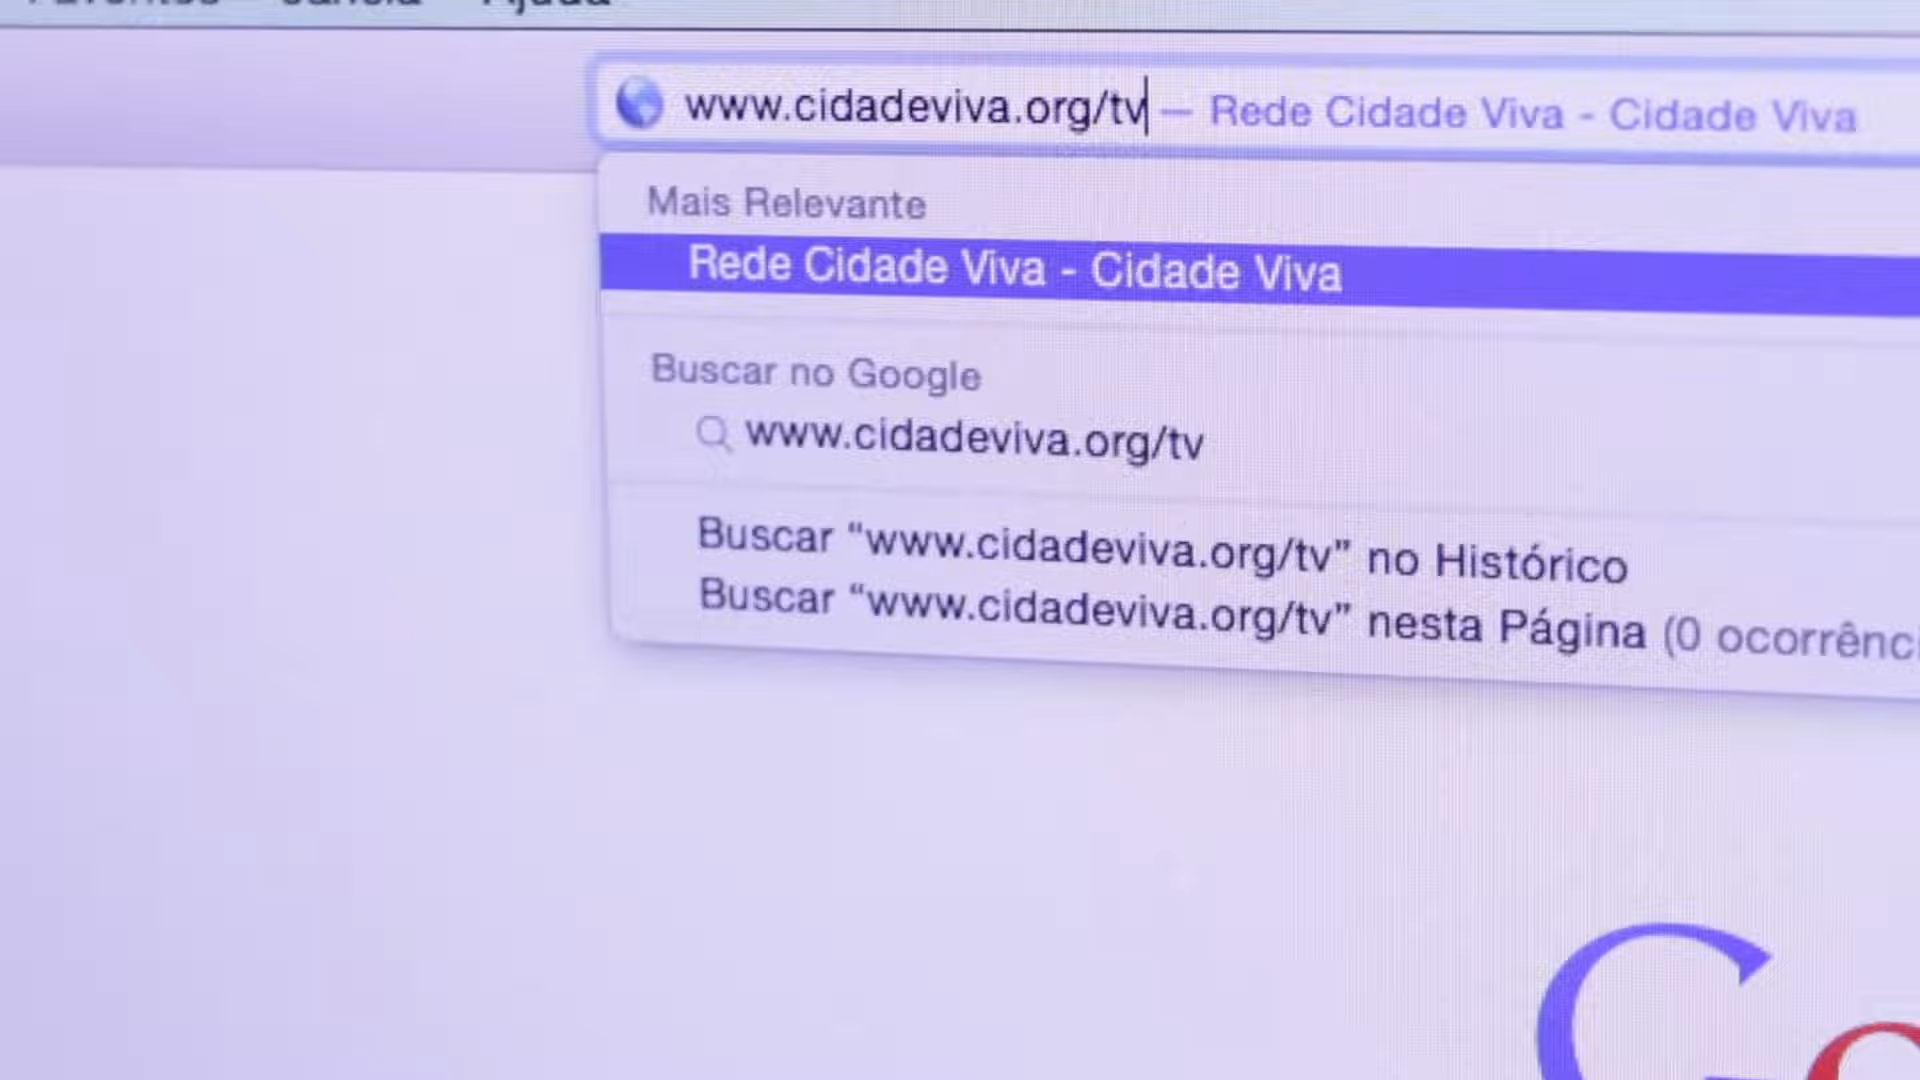 www.cidadeviva.org/tv — Rede Cidade Viva - Cidade Viva
Mais Relevante
Rede Cidade Viva - Cidade Viva
Buscar no Google
www.cidadeviva.org/tv
Buscar “www.cidadeviva.org/tv” no Histórico
Buscar “www.cidadeviva.org/tv” nesta Página (0